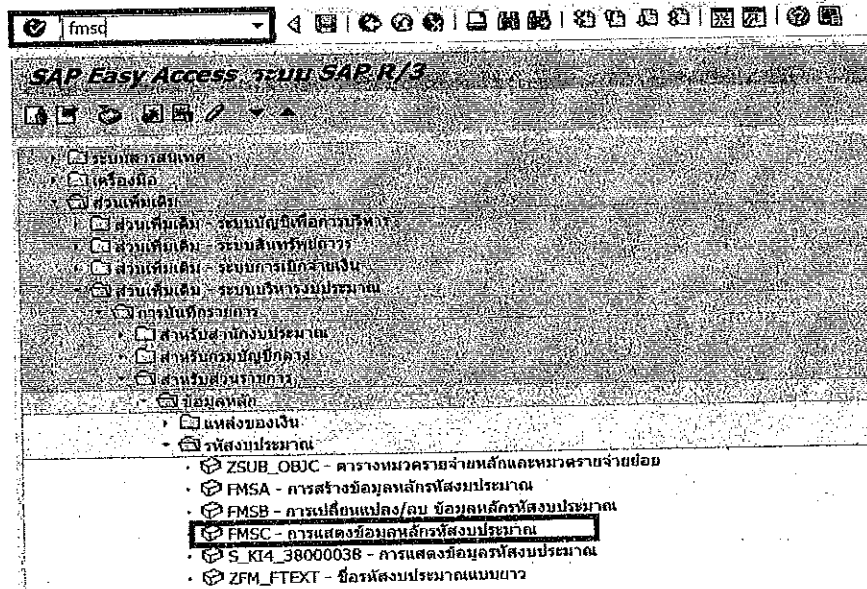 fmsc
SAP Easy Access ระบบ SAP R/3
ระบบสารสนเทศ
เครื่องมือ
ส่วนเพิ่มเติม
ส่วนเพิ่มเติม - ระบบบัญชีเพื่อการบริหาร
ส่วนเพิ่มเติม - ระบบสินทรัพย์ถาวร
ส่วนเพิ่มเติม - ระบบการเบิกจ่ายเงิน
ส่วนเพิ่มเติม - ระบบบริหารงบประมาณ
การบันทึกรายการ
สำหรับสำนักงบประมาณ
สำหรับกรมบัญชีกลาง
สำหรับส่วนราชการ
ข้อมูลหลัก
แหล่งของเงิน
รหัสงบประมาณ
ZSUB_OBJC - ตารางหมวดรายจ่ายหลักและหมวดรายจ่ายย่อย
FMSA - การสร้างข้อมูลหลักรหัสงบประมาณ
FMSB - การเปลี่ยนแปลง/ลบ ข้อมูลหลักรหัสงบประมาณ
FMSC - การแสดงข้อมูลหลักรหัสงบประมาณ
S_KI4_38000038 - การแสดงข้อมูลรหัสงบประมาณ
ZFM_FTEXT - ชื่อรหัสงบประมาณแบบยาว